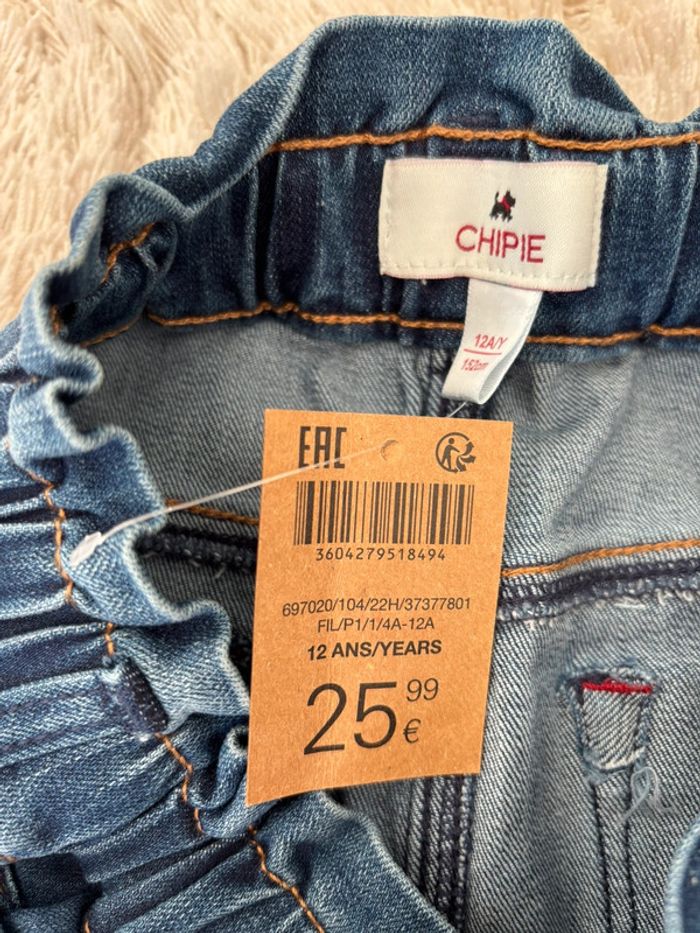 CHIPIE
12A/Y
152cm
EAC
3604279518494
697020/104/22H/37377801
FIL/P1/1/4A-12A
12 ANS/YEARS
25 99 €